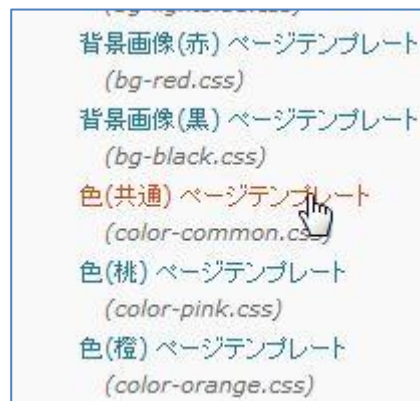 背景画像(赤) ページテンプレート
(bg-red.css)
背景画像(黒) ページテンプレート
(bg-black.css)
色(共通) ページテンプレート
(color-common.css)
色(桃) ページテンプレート
(color-pink.css)
色(橙) ページテンプレート
(color-orange.css)